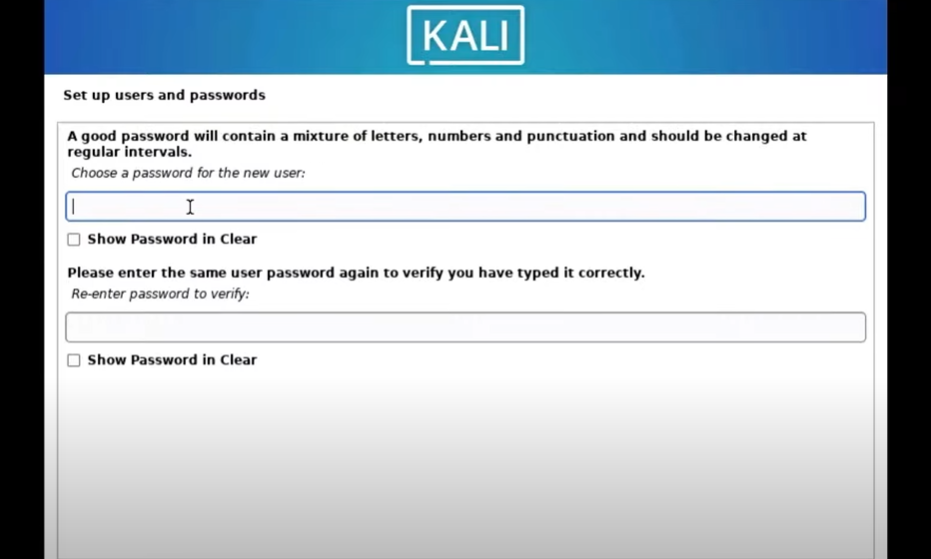 KALI
Set up users and passwords
A good password will contain a mixture of letters, numbers and punctuation and should be changed at
regular intervals.
Choose a password for the new user:
Show Password in Clear
Please enter the same user password again to verify you have typed it correctly.
Re-enter password to verify:
Show Password in Clear